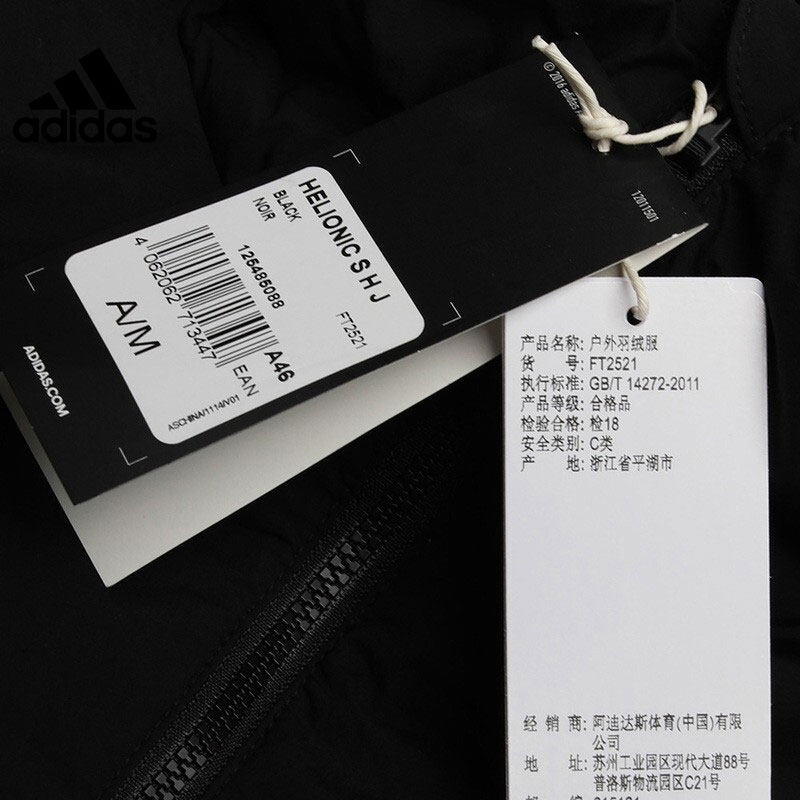 adidas
© 2016 adidas
12011501
HELIONIC S H J
BLACK
NOIR
125485088
FT2521
4 062062 713447
EAN
A/M
A46
ASCHINA/1114/V01
ADIDAS.COM
产品名称: 户外羽绒服
货 号: FT2521
执行标准: GB/T 14272-2011
产品等级: 合格品
检验合格: 检18
安全类别: C类
产 地: 浙江省平湖市
经 销 商: 阿迪达斯体育(中国)有限
公司
地 址: 苏州工业园区现代大道88号
普洛斯物流园区C21号